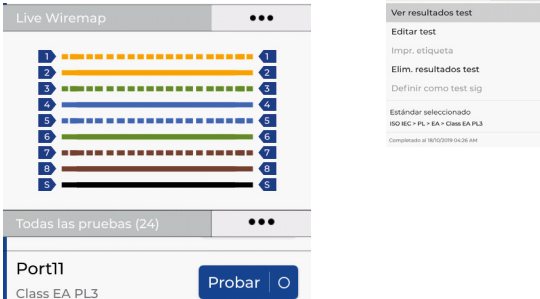 Live Wiremap
1 1
2 2
3 3
4 4
5 5
6 6
7 7
8 8
S S
Todas las pruebas (24)
Port11
Class EA PL3
Probar
Ver resultados test
Editar test
Impr. etiqueta
Elim. resultados test
Definir como test sig
Estándar seleccionado
ISO IEC > PL > EA > Class EA PL3
Completado al 18/10/2019 04:26 AM